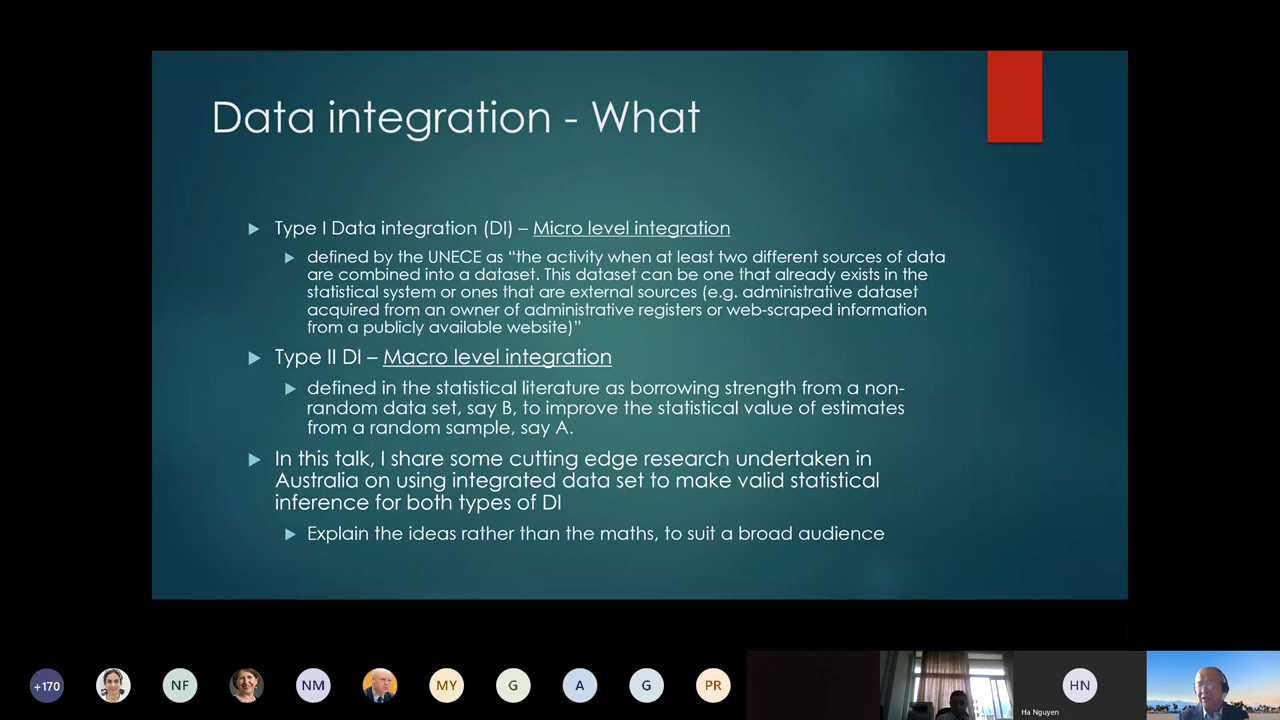 Data integration - What
Type I Data integration (DI) – Micro level integration
defined by the UNECE as “the activity when at least two different sources of data
are combined into a dataset. This dataset can be one that already exists in the
statistical system or ones that are external sources (e.g. administrative dataset
acquired from an owner of administrative registers or web-scraped information
from a publicly available website)”
Type II DI – Macro level integration
defined in the statistical literature as borrowing strength from a non-
random data set, say B, to improve the statistical value of estimates
from a random sample, say A.
In this talk, I share some cutting edge research undertaken in
Australia on using integrated data set to make valid statistical
inference for both types of DI
Explain the ideas rather than the maths, to suit a broad audience
+170
NF
NM
MY
G
A
G
PR
HN
Ha Nguyen